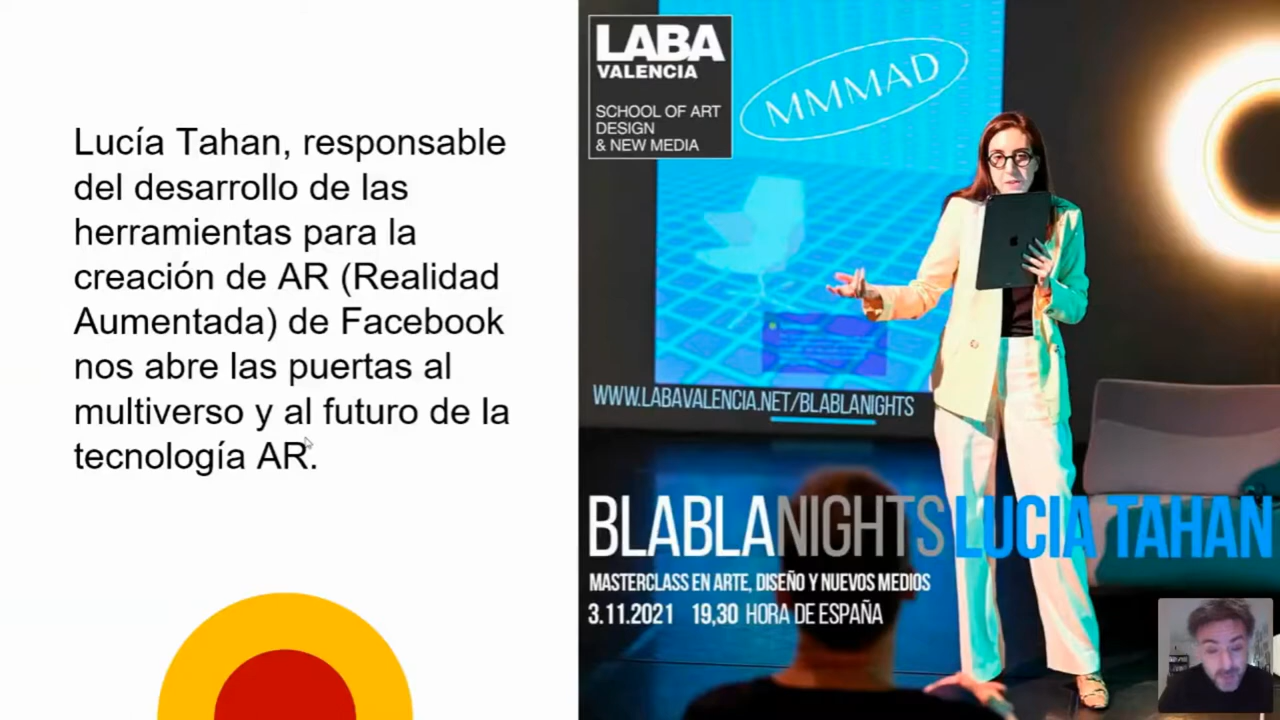 Lucía Tahan, responsable
del desarrollo de las
herramientas para la
creación de AR (Realidad
Aumentada) de Facebook
nos abre las puertas al
multiverso y al futuro de la
tecnología AR.
LABA
VALENCIA
SCHOOL OF ART
DESIGN
& NEW MEDIA
MMMAD
WWW.LABAVALENCIA.NET/BLABLANIGHTS
BLABLANIGHTS LUCIA TAHAN
MASTERCLASS EN ARTE, DISEÑO Y NUEVOS MEDIOS
3.11.2021 19,30 HORA DE ESPAÑA